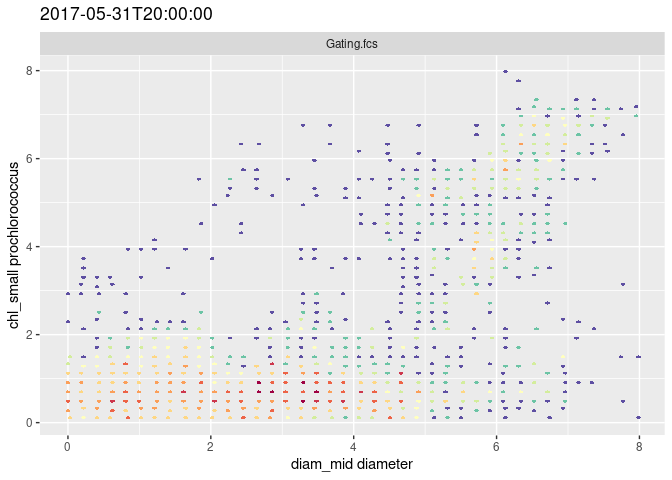 2017-05-31T20:00:00
Gating.fcs
chl_small prochlorococcus
8
6
4
2
0
0 2 4 6 8
diam_mid diameter